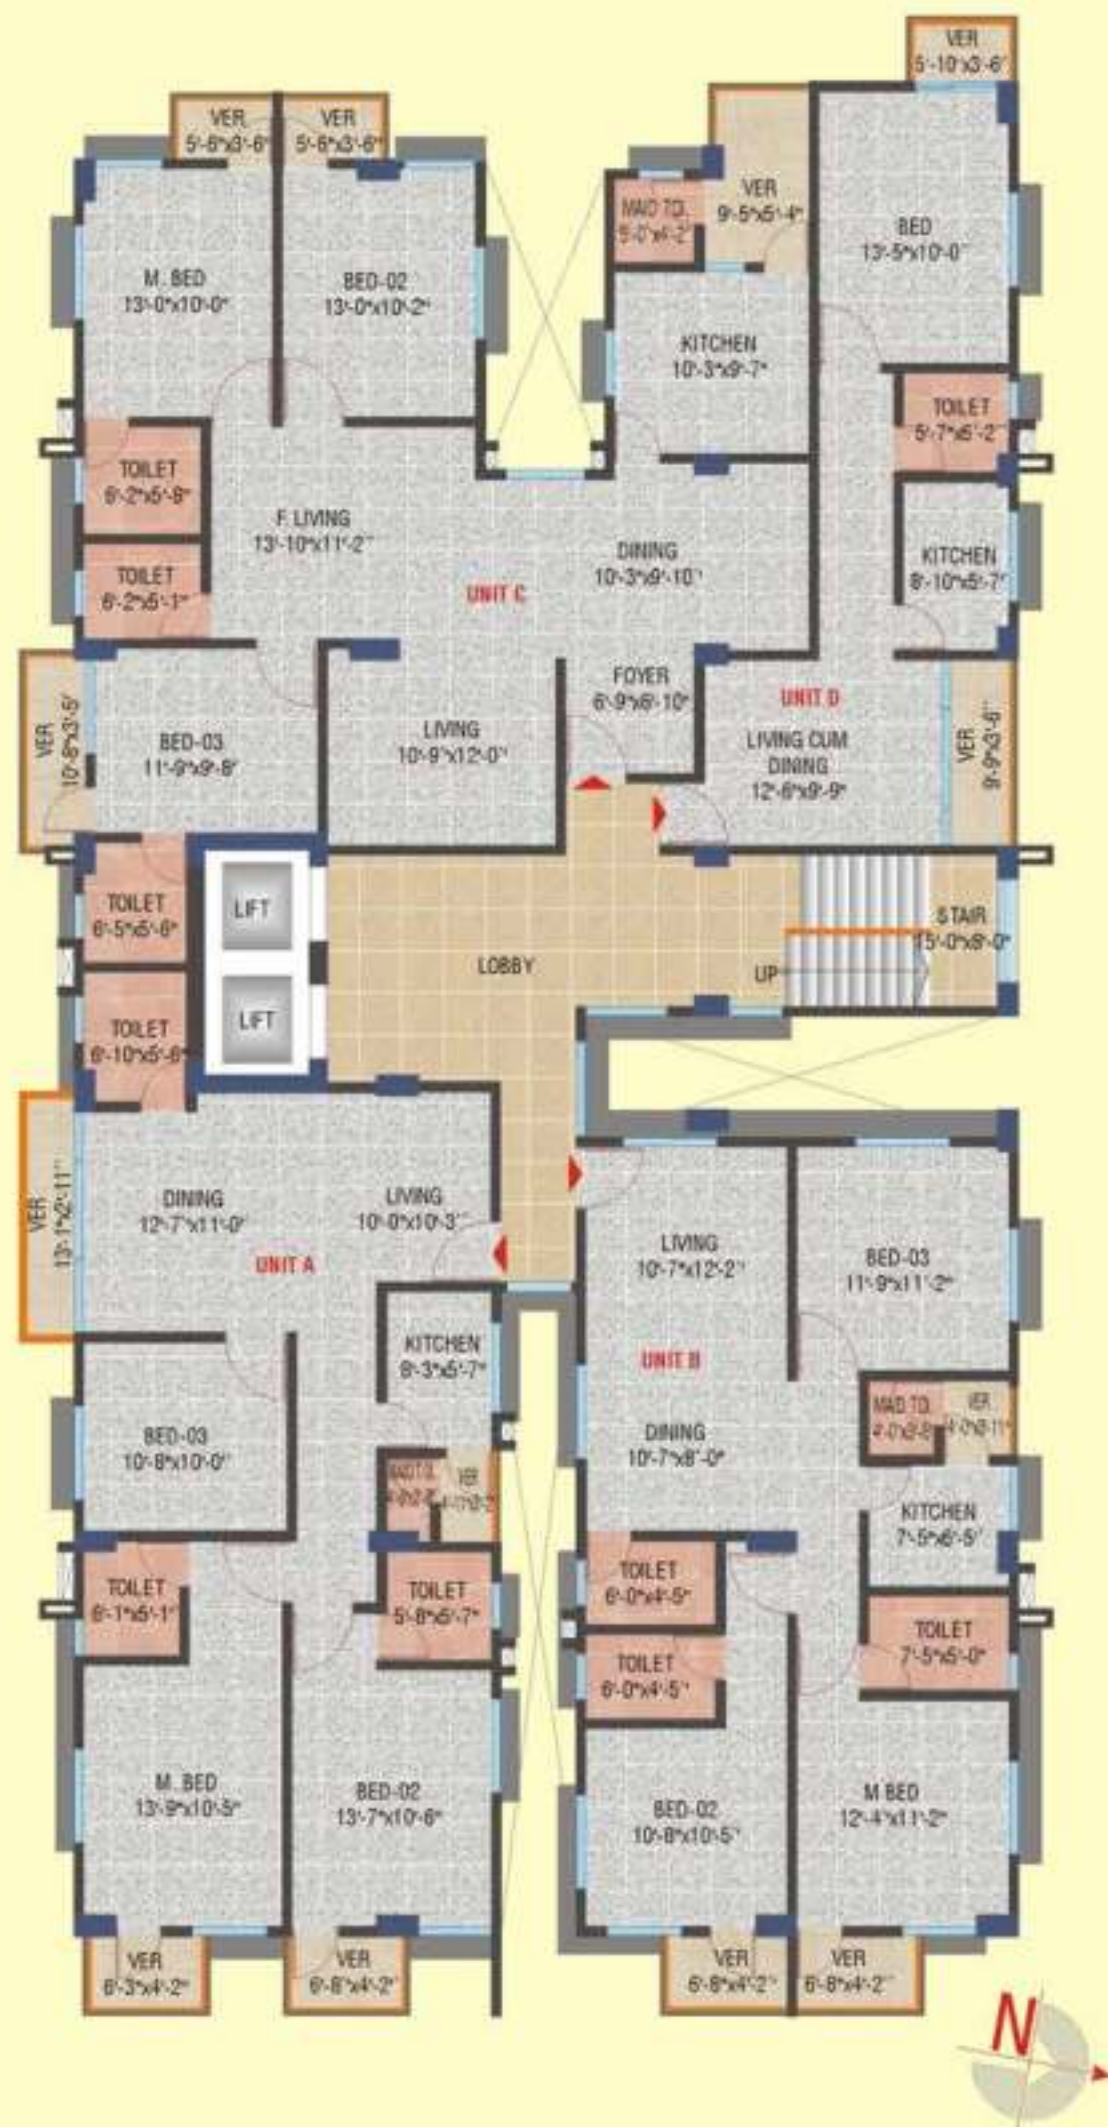 VER
5'-10"x3'-6"
VER
5'-6"x3'-6"
VER
5'-6"x3'-6"
MAID TOI.
5'-0"x4'-2"
VER
9'-5"x5'-4"
BED
13'-5"x10'-0"
M. BED
13'-0"x10'-0"
BED-02
13'-0"x10'-2"
KITCHEN
10'-3"x9'-7"
TOILET
5'-7"x5'-2"
TOILET
6'-2"x5'-8"
F. LIVING
13'-10"x11'-2"
DINING
10'-3"x9'-10"
KITCHEN
8'-10"x5'-7"
TOILET
6'-2"x5'-1"
UNIT C
FOYER
6'-9"x6'-10"
UNIT D
LIVING CUM
DINING
12'-6"x9'-9"
VER
9'-9"x3'-6"
VER
10'-8"x3'-5"
BED-03
11'-9"x9'-8"
LIVING
10'-9"x12'-0"
TOILET
6'-5"x5'-6"
LIFT
STAIR
15'-0"x8'-0"
LOBBY
UP
TOILET
6'-10"x5'-6"
LIFT
VER
13'-1"x2'-11"
DINING
12'-7"x11'-0"
LIVING
10'-0"x10'-3"
UNIT A
LIVING
10'-7"x12'-2"
BED-03
11'-9"x11'-2"
KITCHEN
8'-3"x5'-7"
UNIT B
BED-03
10'-8"x10'-0"
DINING
10'-7"x8'-0"
MAID TOI.
VER
MAID TOI.
VER
KITCHEN
7'-5"x6'-5"
TOILET
6'-1"x5'-1"
TOILET
5'-8"x5'-7"
TOILET
6'-0"x4'-5"
TOILET
7'-5"x5'-0"
TOILET
6'-0"x4'-5"
M. BED
13'-9"x10'-5"
BED-02
13'-7"x10'-6"
BED-02
10'-8"x10'-5"
M BED
12'-4"x11'-2"
VER
6'-3"x4'-2"
VER
6'-8"x4'-2"
VER
6'-8"x4'-2"
VER
6'-8"x4'-2"
N